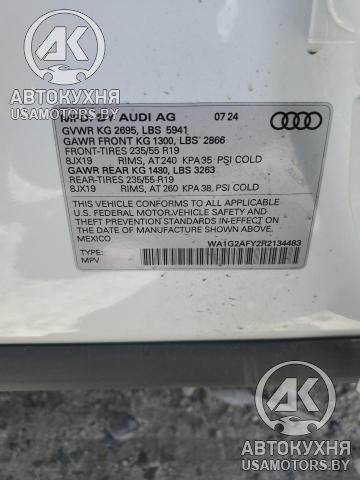 АВТОКУХНЯ
USAMOTORS.BY
MFD. BY AUDI AG 07 24
GVWR KG 2695, LBS 5941
GAWR FRONT KG 1300, LBS 2866
FRONT-TIRES 235/55 R19
8JX19 RIMS, AT 240 KPA 35 PSI COLD
GAWR REAR KG 1480, LBS 3263
REAR-TIRES 235/55 R19
8JX19 RIMS, AT 260 KPA 38, PSI COLD
THIS VEHICLE CONFORMS TO ALL APPLICABLE
U.S. FEDERAL MOTOR VEHICLE SAFETY AND
THEFT PREVENTION STANDARDS IN EFFECT ON
THE DATE OF MANUFACTURE SHOWN ABOVE.
MEXICO
WA1G2AFY2R2134483
TYPE:
MPV
АВТОКУХНЯ
USAMOTORS.BY
АВТОКУХНЯ
USAMOTORS.BY